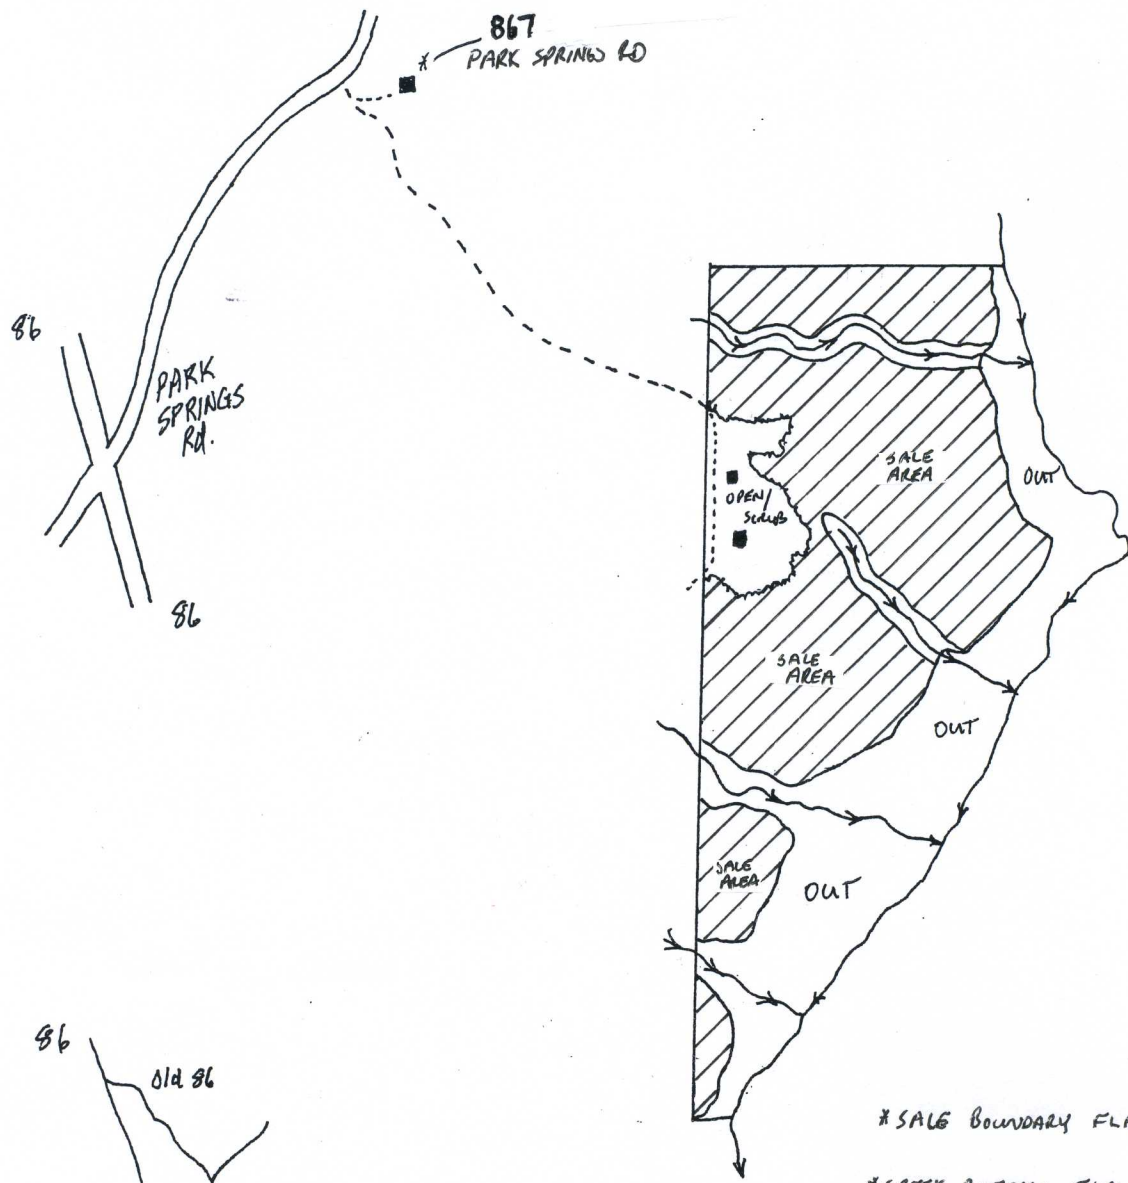 867
* PARK SPRINGS RD
86
PARK
SPRINGS
Rd.
86
SALE
AREA
OUT
OPEN/
SCRUB
SALE
AREA
OUT
SALE
AREA
OUT
86
Old 86
* SALE BOUNDARY